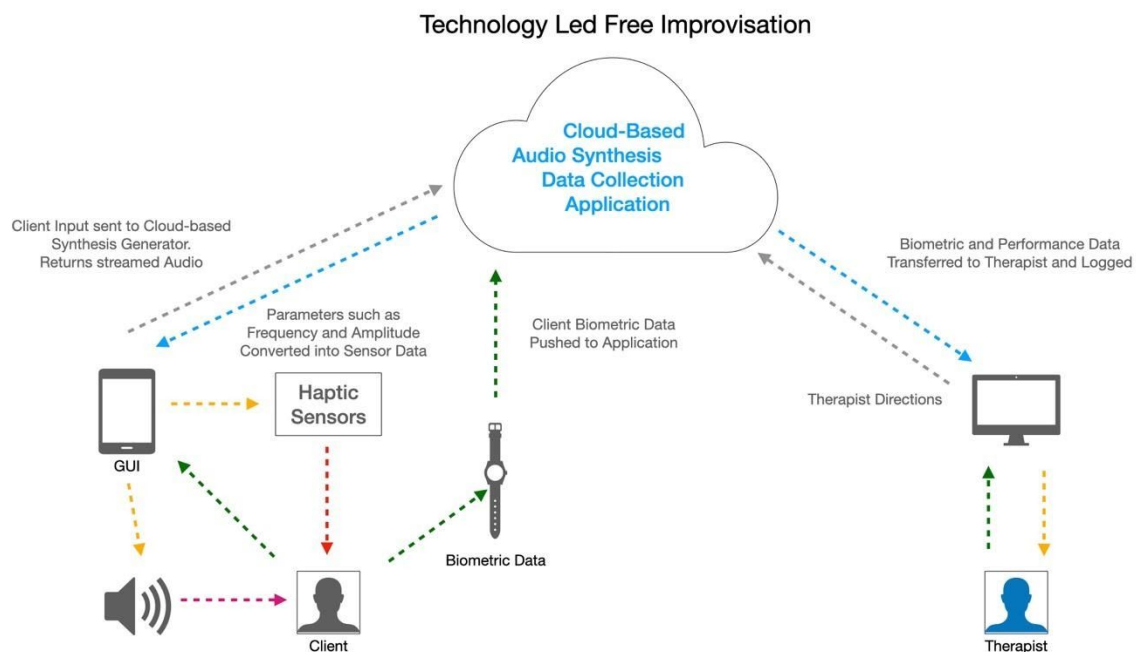 Technology Led Free Improvisation
Cloud-Based
Audio Synthesis
Data Collection
Application
Client Input sent to Cloud-based
Synthesis Generator.
Returns streamed Audio
Biometric and Performance Data
Transferred to Therapist and Logged
Parameters such as
Frequency and Amplitude
Converted into Sensor Data
Client Biometric Data
Pushed to Application
Haptic
Sensors
Therapist Directions
GUI
Biometric Data
Client
Therapist